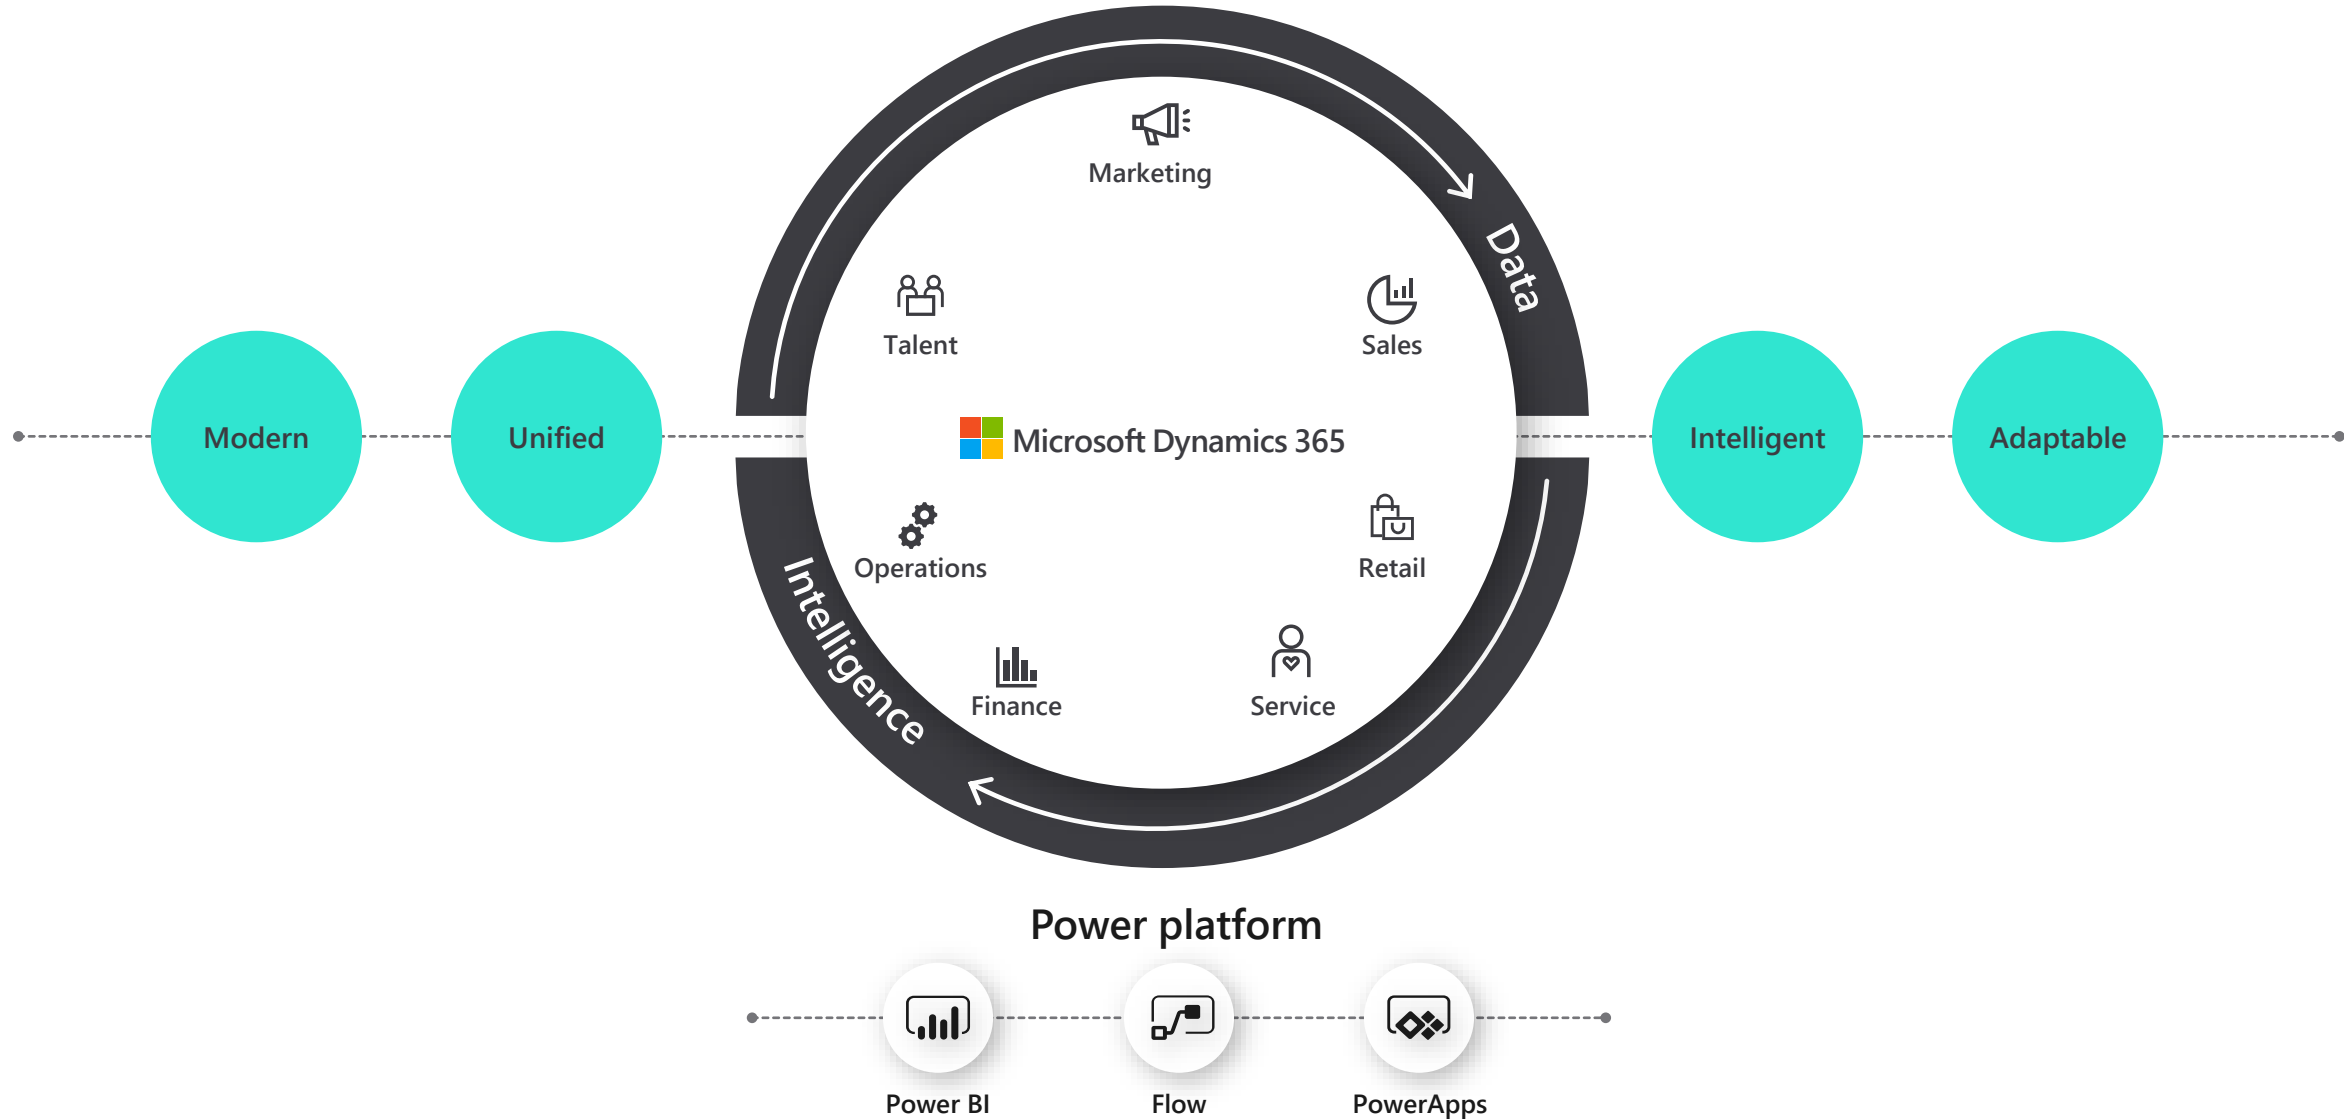 Marketing
Data
Talent
Sales
Modern
Unified
Microsoft Dynamics 365
Intelligent
Adaptable
Operations
Retail
Intelligence
Finance
Service
Power platform
Power BI
Flow
PowerApps